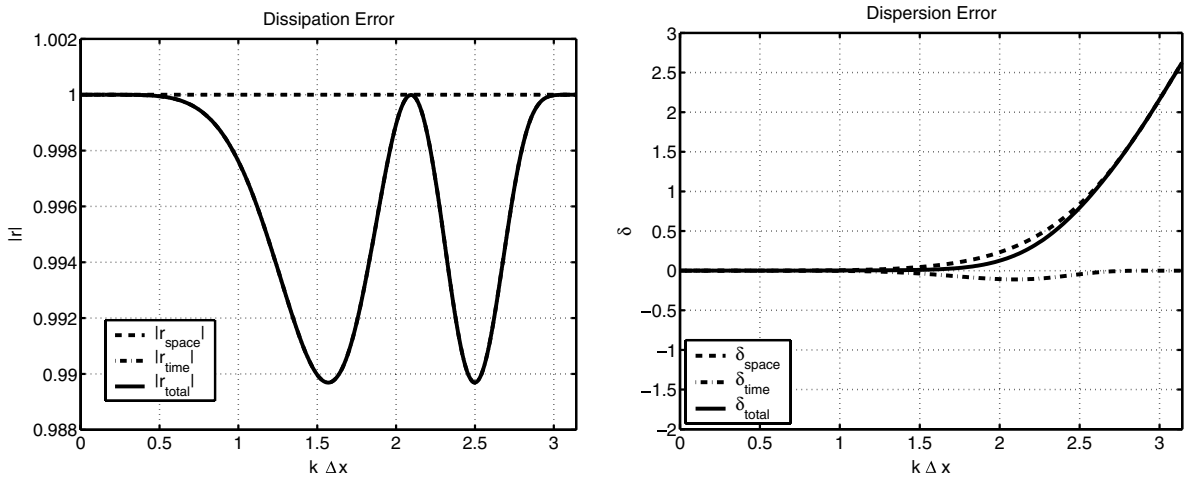 Dissipation Error
1.002
1
0.998
0.996
0.994
0.992
0.99
0.988
|r|
0 0.5 1 1.5 2 2.5 3
k Δx
|r_space|
|r_time|
|r_total|
Dispersion Error
3
2.5
2
1.5
1
0.5
0
−0.5
−1
−1.5
−2
δ
0 0.5 1 1.5 2 2.5 3
k Δx
δ_space
δ_time
δ_total